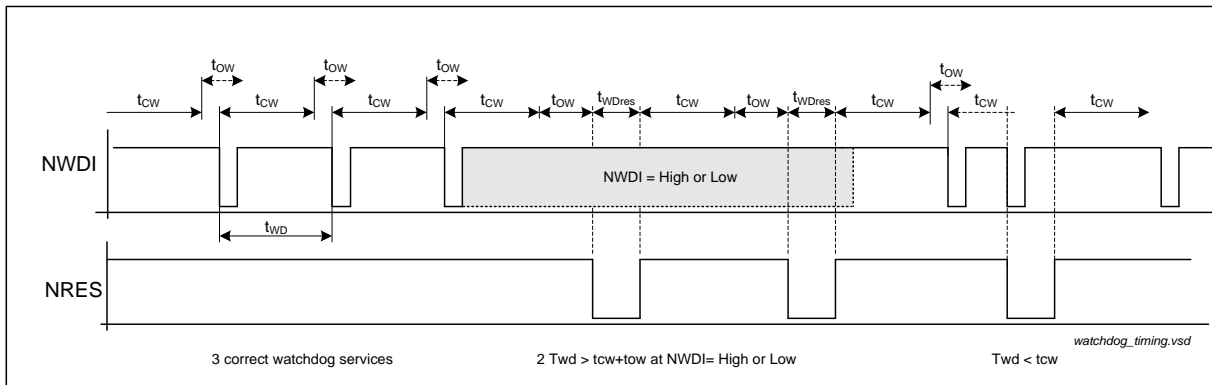 tOW tOW tOW tOW
tCW tCW tCW tCW tOW tWDres tCW tOW tWDres tCW tCW tCW
NWDI
NWDI = High or Low
tWD
NRES
3 correct watchdog services
2 Twd > tcw+tow at NWDI= High or Low
Twd < tcw
watchdog_timing.vsd